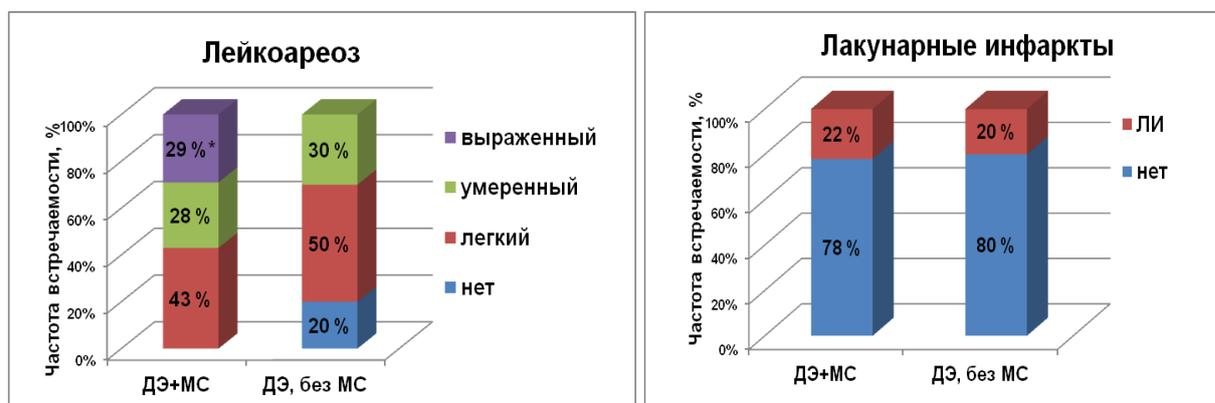 Лейкоареоз
Частота встречаемости, %
100%
80%
60%
40%
20%
0%
29 %*
28 %
43 %
30 %
50 %
20 %
ДЭ+МС
ДЭ, без МС
выраженный
умеренный
легкий
нет
Лакунарные инфаркты
Частота встречаемости, %
100%
80%
60%
40%
20%
0%
22 %
78 %
20 %
80 %
ДЭ+МС
ДЭ, без МС
ЛИ
нет